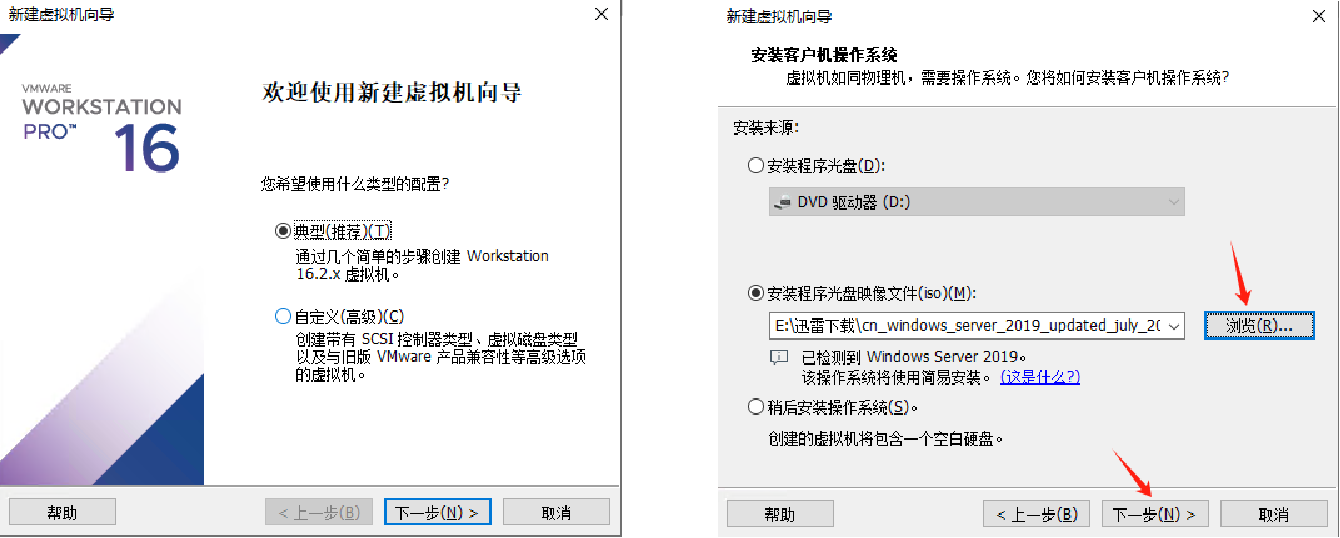 新建虚拟机向导
VMWARE
WORKSTATION
PRO™
16
欢迎使用新建虚拟机向导
您希望使用什么类型的配置?
典型(推荐)(T)
通过几个简单的步骤创建 Workstation
16.2.x 虚拟机。
自定义(高级)(C)
创建带有 SCSI 控制器类型、虚拟磁盘类型
以及与旧版 VMware 产品兼容性等高级选项
的虚拟机。
帮助
< 上一步(B)
下一步(N) >
取消
新建虚拟机向导
安装客户机操作系统
虚拟机如同物理机，需要操作系统。您将如何安装客户机操作系统?
安装来源:
安装程序光盘(D):
DVD 驱动器 (D:)
安装程序光盘映像文件(iso)(M):
E:\迅雷下载\cn_windows_server_2019_updated_july_20
浏览(R)...
已检测到 Windows Server 2019。
该操作系统将使用简易安装。 (这是什么?)
稍后安装操作系统(S)。
创建的虚拟机将包含一个空白硬盘。
帮助
< 上一步(B)
下一步(N) >
取消